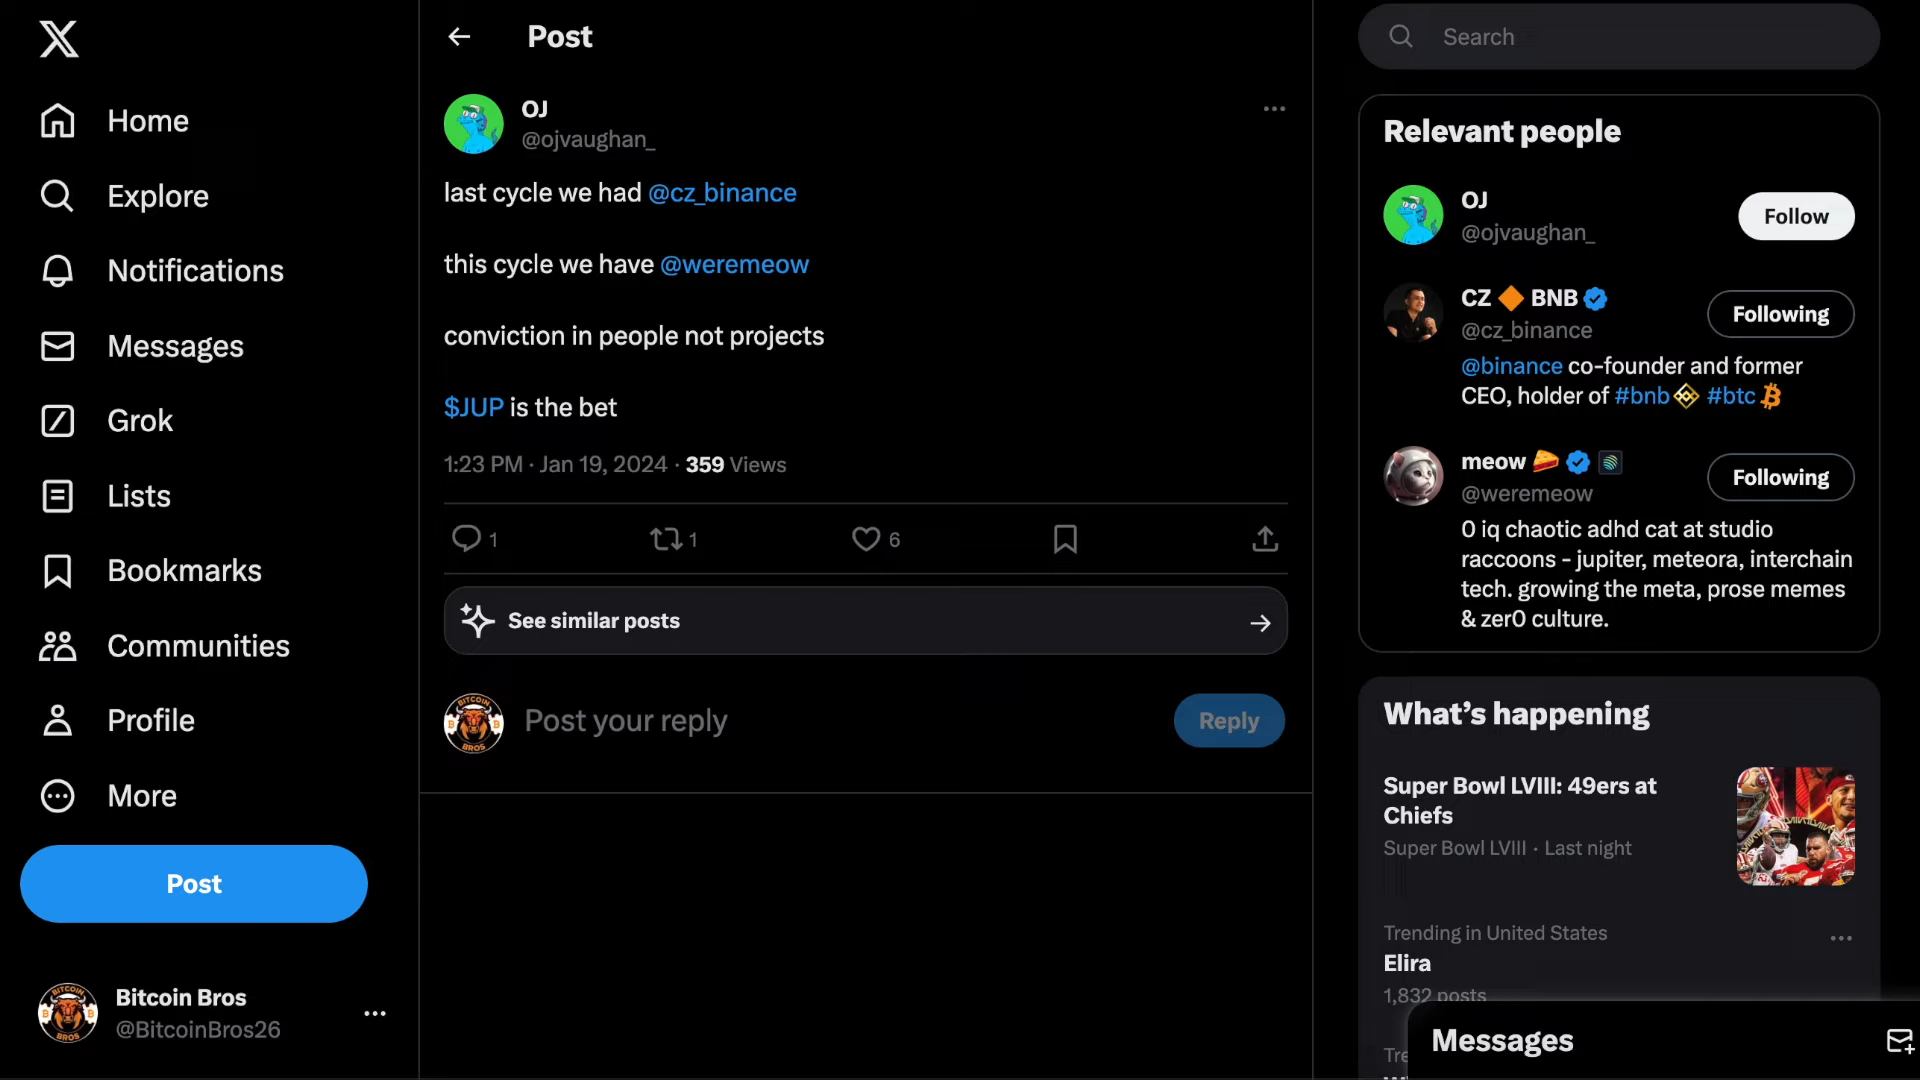 Home
Explore
Notifications
Messages
Grok
Lists
Bookmarks
Communities
Profile
More
Post
Bitcoin Bros
@BitcoinBros26
Post
OJ
@ojvaughan_
last cycle we had @cz_binance
this cycle we have @weremeow
conviction in people not projects
$JUP is the bet
1:23 PM · Jan 19, 2024 · 359 Views
1 1 6
See similar posts
BITCOIN
BROS
Post your reply
Reply
Search
Relevant people
OJ
@ojvaughan_
Follow
CZ 🔶 BNB
@cz_binance
Following
@binance co-founder and former
CEO, holder of #bnb #btc
meow 🧀
@weremeow
Following
0 iq chaotic adhd cat at studio
raccoons - jupiter, meteora, interchain
tech. growing the meta, prose memes
& zer0 culture.
What's happening
Super Bowl LVIII: 49ers at
Chiefs
Super Bowl LVIII · Last night
Trending in United States
Elira
1,832 posts
Messages